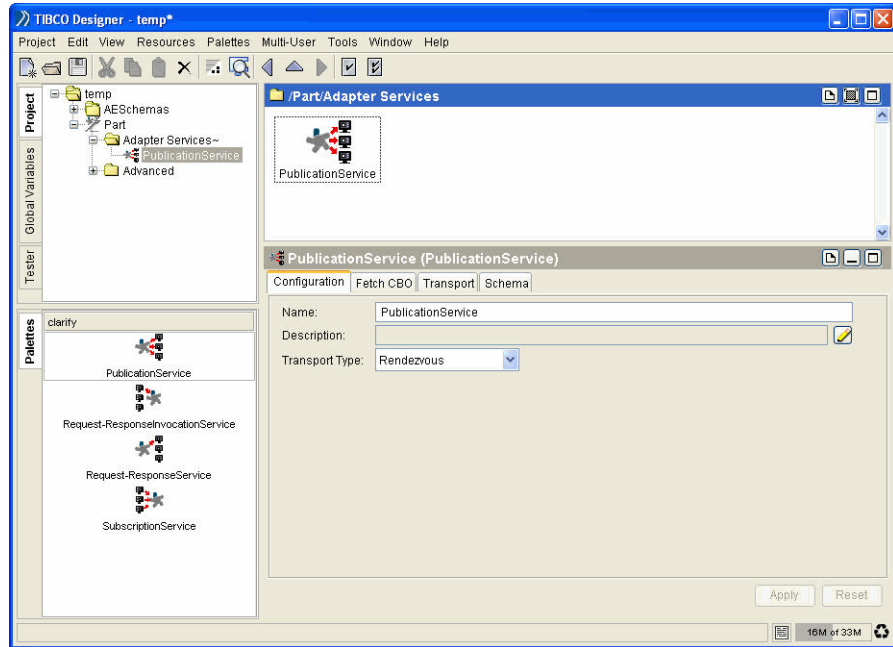 TIBCO Designer - temp*
Project Edit View Resources Palettes Multi-User Tools Window Help
Project
Global Variables
Tester
temp
AESchemas
Part
Adapter Services~
PublicationService
Advanced
/Part/Adapter Services
PublicationService
PublicationService (PublicationService)
Configuration Fetch CBO Transport Schema
Name: PublicationService
Description:
Transport Type: Rendezvous
Palettes
clarify
PublicationService
Request-ResponseInvocationService
Request-ResponseService
SubscriptionService
Apply Reset
16M of 33M